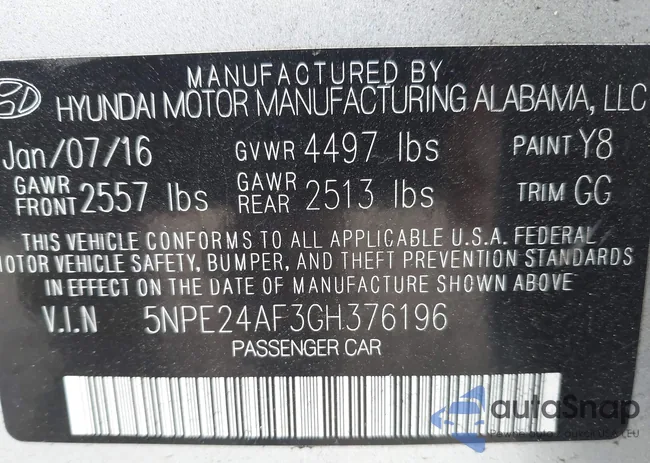 MANUFACTURED BY
HYUNDAI MOTOR MANUFACTURING ALABAMA, LLC
Jan/07/16 GVWR 4497 lbs PAINT Y8
GAWR FRONT 2557 lbs GAWR REAR 2513 lbs TRIM GG
THIS VEHICLE CONFORMS TO ALL APPLICABLE U.S.A. FEDERAL
MOTOR VEHICLE SAFETY, BUMPER, AND THEFT PREVENTION STANDARDS
IN EFFECT ON THE DATE OF MANUFACTURE SHOWN ABOVE
V.I.N 5NPE24AF3GH376196
PASSENGER CAR
autoSnap